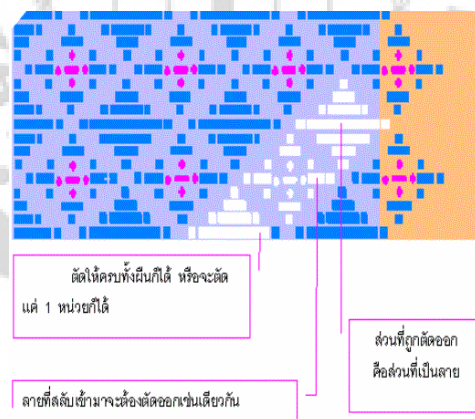 ตัดให้ครบทั้งผืนก็ได้ หรือจะตัด
แค่ 1 หน่วยก็ได้
ส่วนที่ถูกตัดออก
คือส่วนที่เป็นลาย
ลายที่สลับเข้ามาจะต้องตัดออกเช่นเดียวกัน